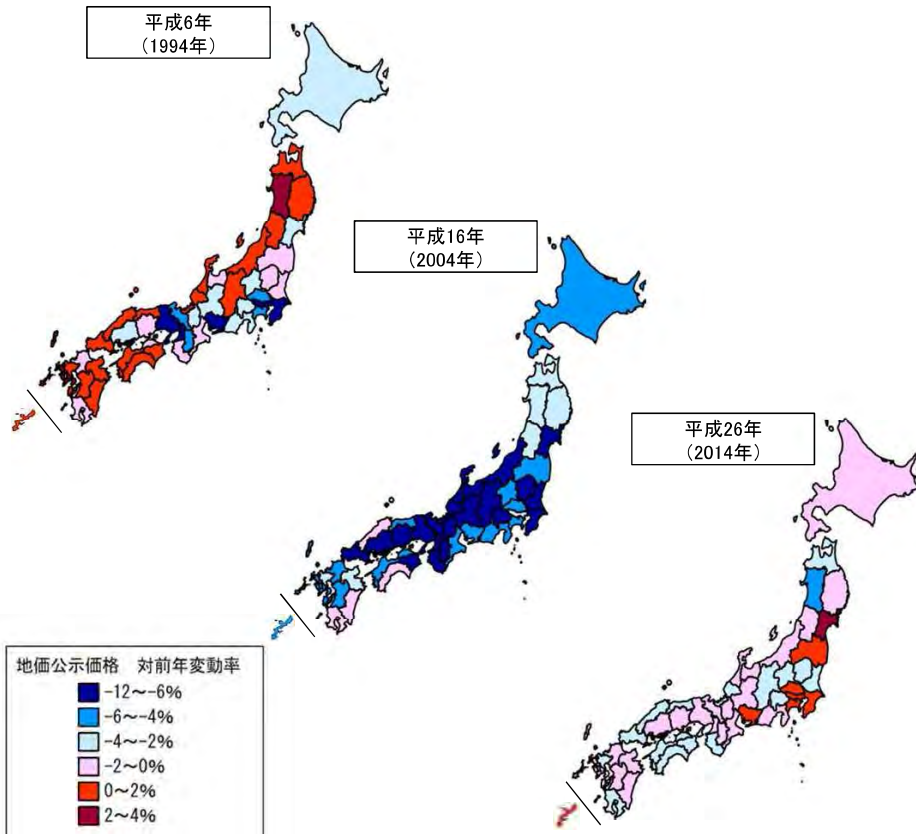 平成6年
(1994年)
平成16年
(2004年)
平成26年
(2014年)
地価公示価格 対前年変動率
-12~-6%
-6~-4%
-4~-2%
-2~0%
0~2%
2~4%